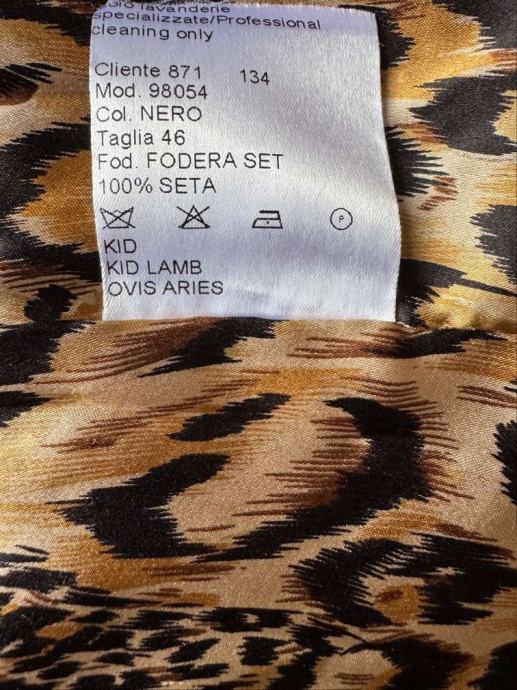 lavanderie
specializzate/Professional
cleaning only
Cliente 871 134
Mod. 98054
Col. NERO
Taglia 46
Fod. FODERA SET
100% SETA
P
KID
KID LAMB
OVIS ARIES